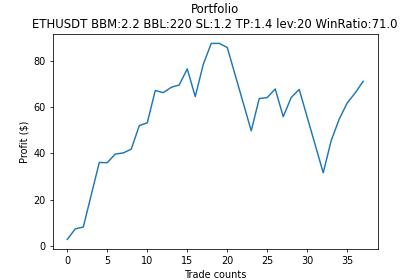 Portfolio
ETHUSDT BBM:2.2 BBL:220 SL:1.2 TP:1.4 lev:20 WinRatio:71.0
80
60
40
20
0
Profit ($)
0 5 10 15 20 25 30 35
Trade counts